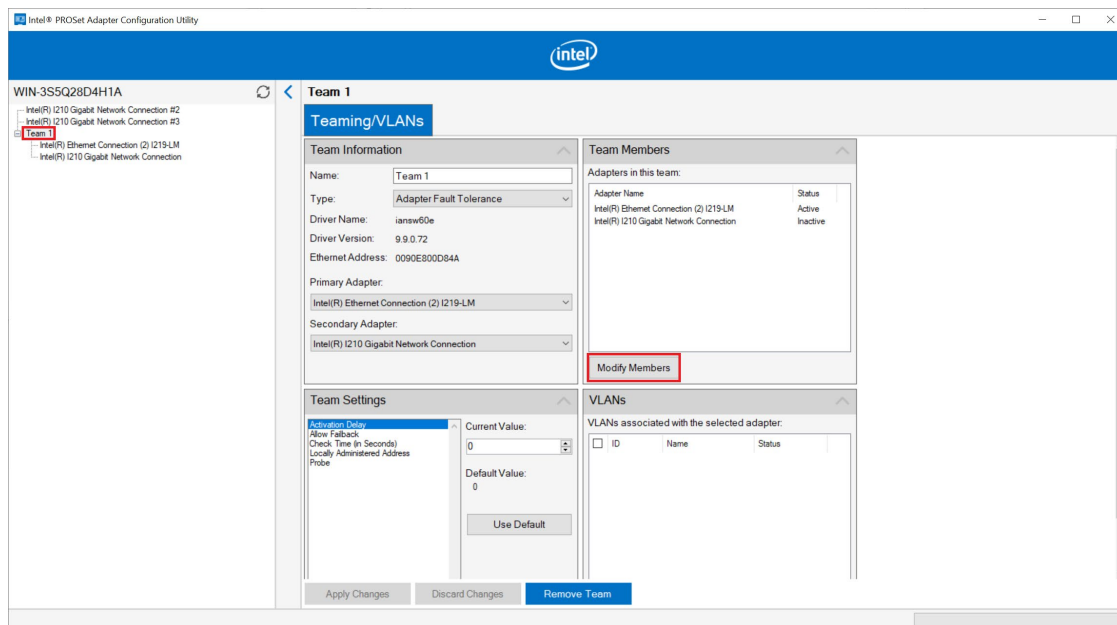 Intel® PROSet Adapter Configuration Utility
intel
WIN-3S5Q28D4H1A
Intel(R) I210 Gigabit Network Connection #2
Intel(R) I210 Gigabit Network Connection #3
Team 1
Intel(R) Ethernet Connection (2) I219-LM
Intel(R) I210 Gigabit Network Connection
Team 1
Teaming/VLANs
Team Information
Name: Team 1
Type: Adapter Fault Tolerance
Driver Name: iansw60e
Driver Version: 9.9.0.72
Ethernet Address: 0090E800D84A
Primary Adapter:
Intel(R) Ethernet Connection (2) I219-LM
Secondary Adapter:
Intel(R) I210 Gigabit Network Connection
Team Members
Adapters in this team:
Adapter Name Status
Intel(R) Ethernet Connection (2) I219-LM Active
Intel(R) I210 Gigabit Network Connection Inactive
Modify Members
Team Settings
Activation Delay
Allow Failback
Check Time (in Seconds)
Locally Administered Address
Probe
Current Value:
0
Default Value:
0
Use Default
VLANs
VLANs associated with the selected adapter:
ID Name Status
Apply Changes
Discard Changes
Remove Team